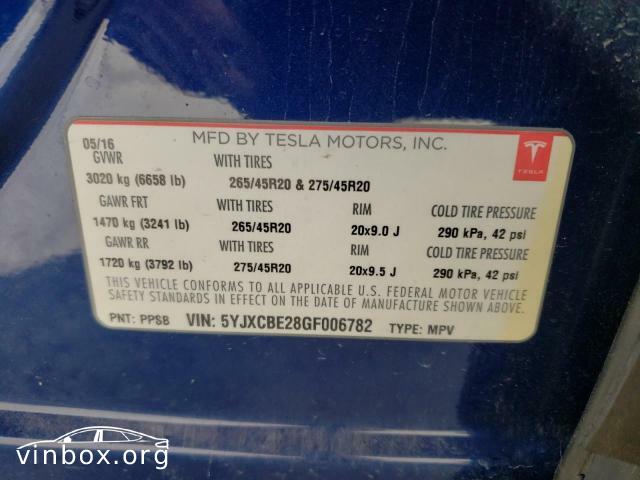 05/16 MFD BY TESLA MOTORS, INC.
GVWR WITH TIRES
3020 kg (6658 lb) 265/45R20 & 275/45R20
GAWR FRT WITH TIRES RIM COLD TIRE PRESSURE
1470 kg (3241 lb) 265/45R20 20x9.0 J 290 kPa, 42 psi
GAWR RR WITH TIRES RIM COLD TIRE PRESSURE
1720 kg (3792 lb) 275/45R20 20x9.5 J 290 kPa, 42 psi
THIS VEHICLE CONFORMS TO ALL APPLICABLE U.S. FEDERAL MOTOR VEHICLE
SAFETY STANDARDS IN EFFECT ON THE DATE OF MANUFACTURE SHOWN ABOVE.
PNT: PPSB VIN: 5YJXCBE28GF006782 TYPE: MPV
TESLA
vinbox.org